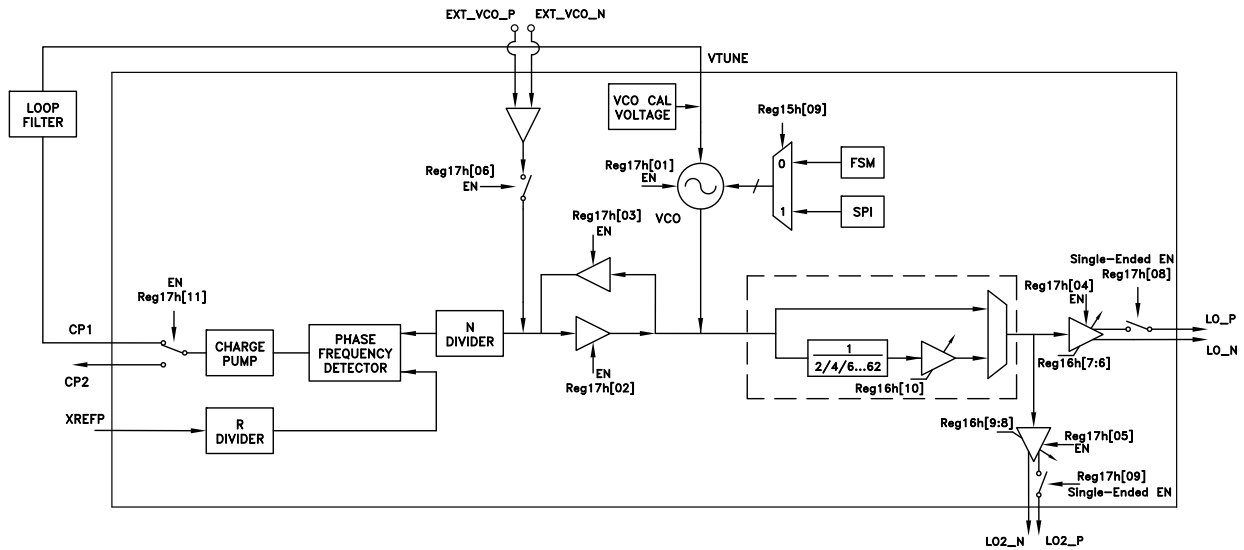 EXT_VCO_P EXT_VCO_N
VTUNE
LOOP
FILTER
VCO CAL
VOLTAGE
Reg15h[09]
Reg17h[06]
EN
Reg17h[01]
EN
0
1
FSM
SPI
VCO
Reg17h[03]
EN
Single-Ended EN
Reg17h[08]
EN
Reg17h[11]
Reg17h[04]
EN
CP1
CHARGE
PUMP
PHASE
FREQUENCY
DETECTOR
N
DIVIDER
LO_P
LO_N
1
2/4/6...62
Reg16h[7:6]
CP2
EN
Reg17h[02]
Reg16h[10]
XREFP
R
DIVIDER
Reg16h[9:8]
Reg17h[05]
EN
Reg17h[09]
Single-Ended EN
LO2_N LO2_P